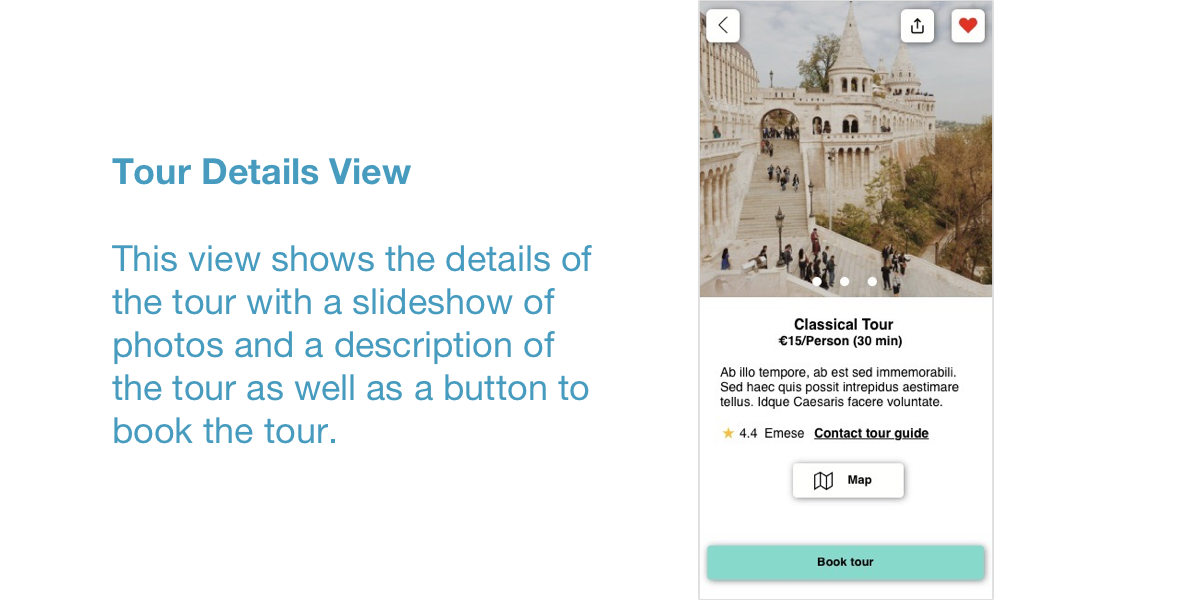 Tour Details View
This view shows the details of
the tour with a slideshow of
photos and a description of
the tour as well as a button to
book the tour.
Classical Tour
€15/Person (30 min)
Ab illo tempore, ab est sed immemorabili.
Sed haec quis possit intrepidus aestimare
tellus. Idque Caesaris facere voluntate.
4.4 Emese Contact tour guide
Map
Book tour